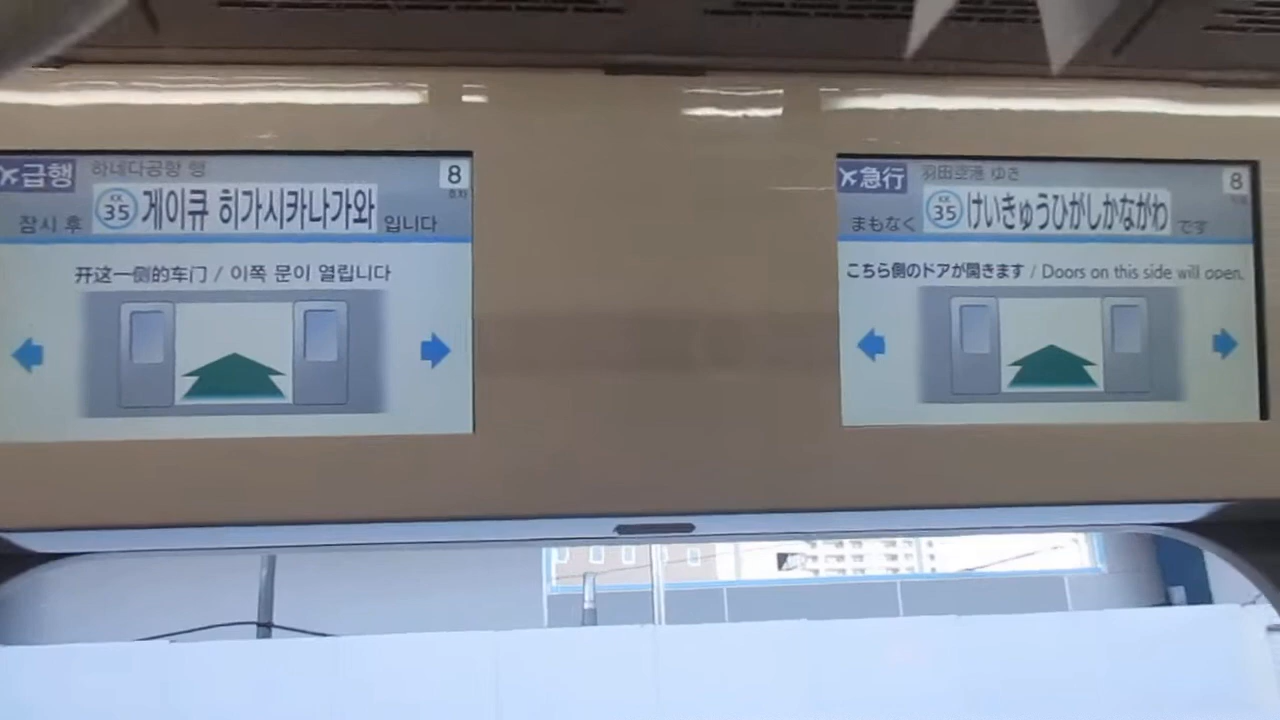 급행
하네다공항 행
8
잠시 후
KK
35
게이큐 히가시카나가와
입니다
开这一侧的车门 / 이쪽 문이 열립니다
急行
羽田空港 ゆき
8
まもなく
KK
35
けいきゅうひがしかながわ
です
こちら側のドアが開きます / Doors on this side will open.